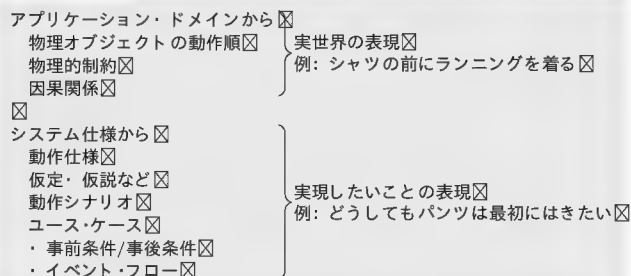 アプリケーション・ドメインから
物理オブジェクトの動作順
物理的制約
因果関係
実世界の表現
例: シャツの前にランニングを着る
システム仕様から
動作仕様
仮定・仮説など
動作シナリオ
ユース・ケース
・事前条件/事後条件
・イベント・フロー
実現したいことの表現
例: どうしてもパンツは最初にはきたい